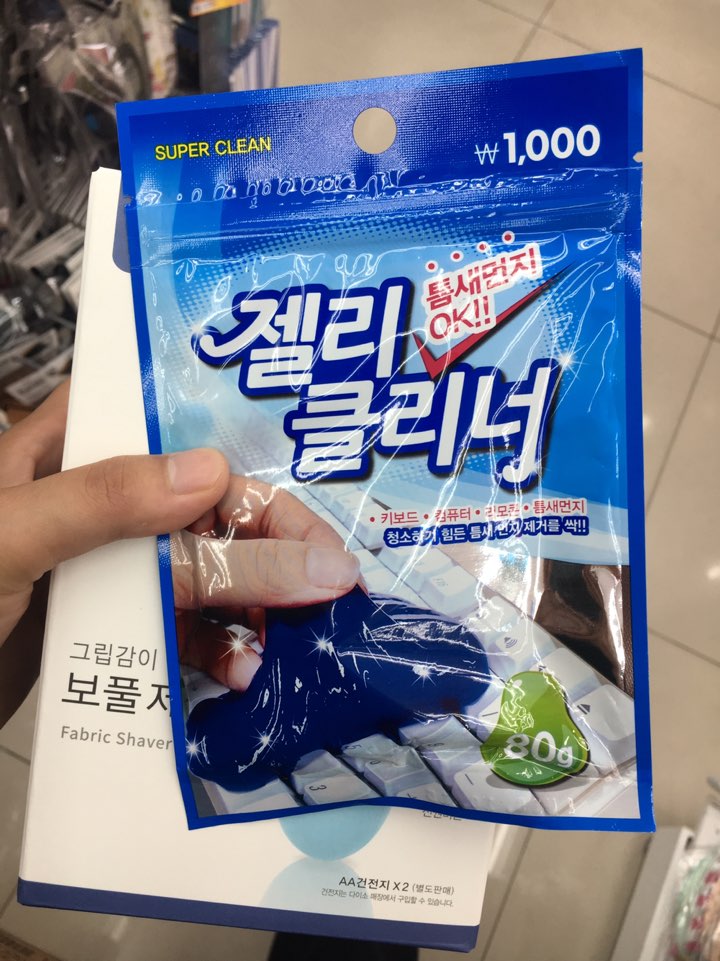 SUPER CLEAN
₩1,000
틈새먼지
OK!!
젤리
클리너
• 키보드 • 컴퓨터 • 리모컨 • 틈새먼지
청소하기 힘든 틈새 먼지 제거를 싹!!
80g
그립감이
보풀
Fabric Shaver
AA건전지 X 2 (별도판매)
건전지는 다이소 매장에서 구입할 수 있습니다.